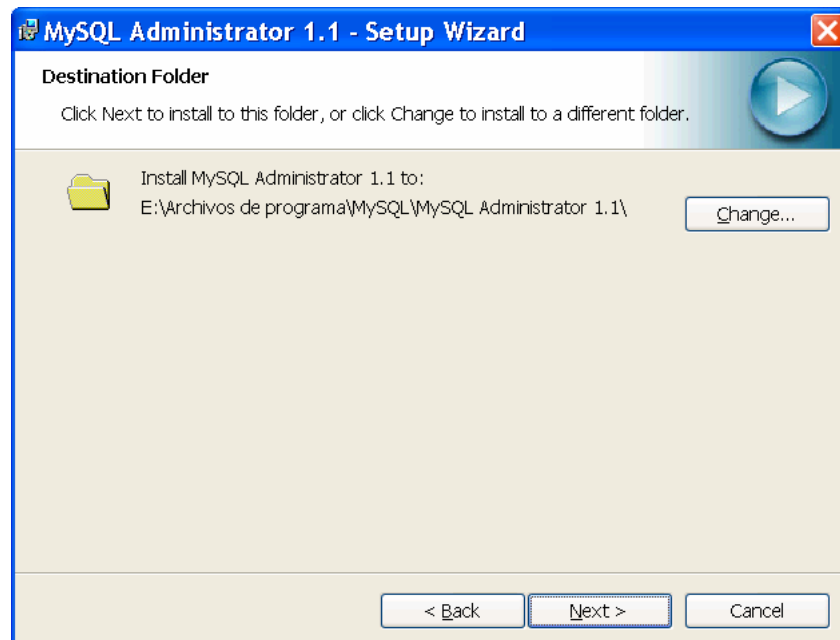 MySQL Administrator 1.1 - Setup Wizard
Destination Folder
Click Next to install to this folder, or click Change to install to a different folder.
Install MySQL Administrator 1.1 to:
E:\Archivos de programa\MySQL\MySQL Administrator 1.1\
Change...
< Back
Next >
Cancel